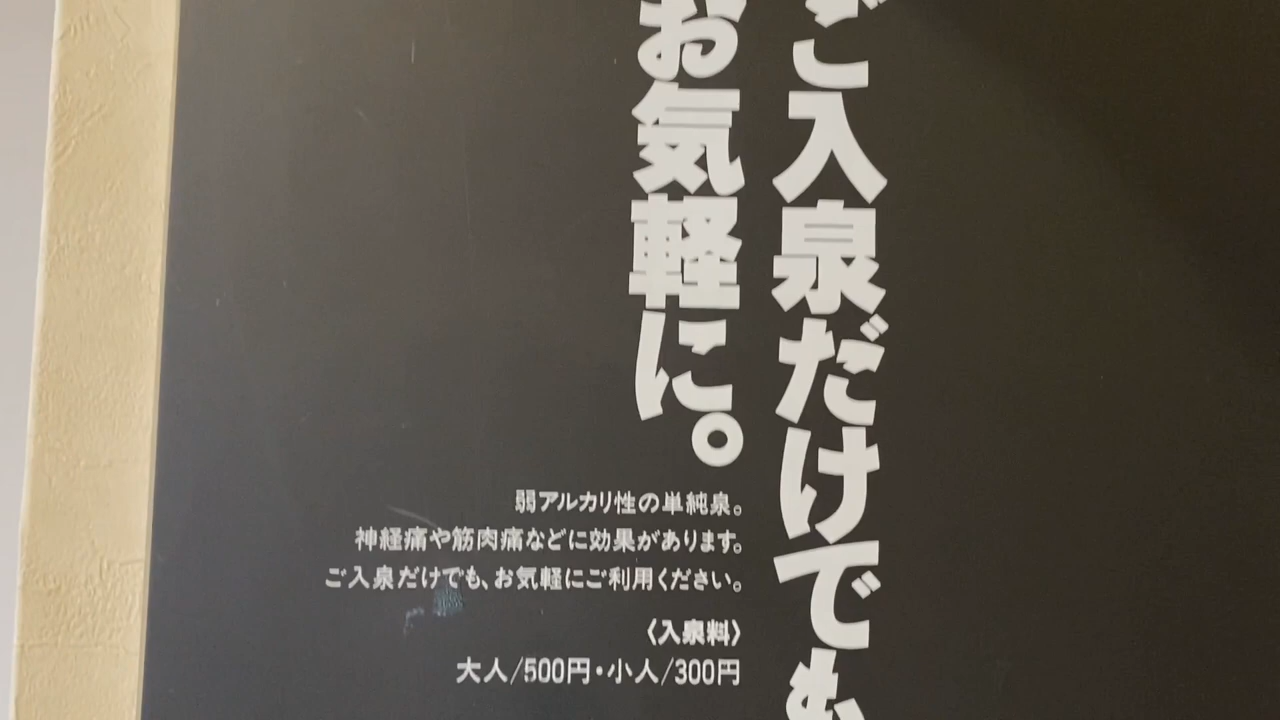 ご入泉だけでも
お気軽に。
弱アルカリ性の単純泉。
神経痛や筋肉痛などに効果があります。
ご入泉だけでも、お気軽にご利用ください。
〈入泉料〉
大人/500円・小人/300円